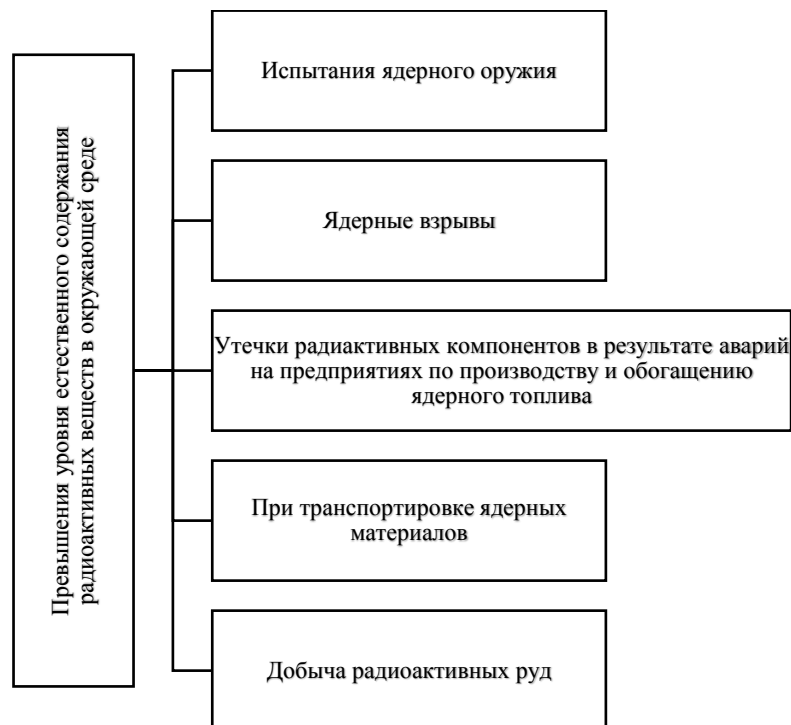 Превышения уровня естественного содержания
радиоактивных веществ в окружающей среде
Испытания ядерного оружия
Ядерные взрывы
Утечки радиактивных компонентов в результате аварий
на предприятиях по производству и обогащению
ядерного топлива
При транспортировке ядерных
материалов
Добыча радиоактивных руд